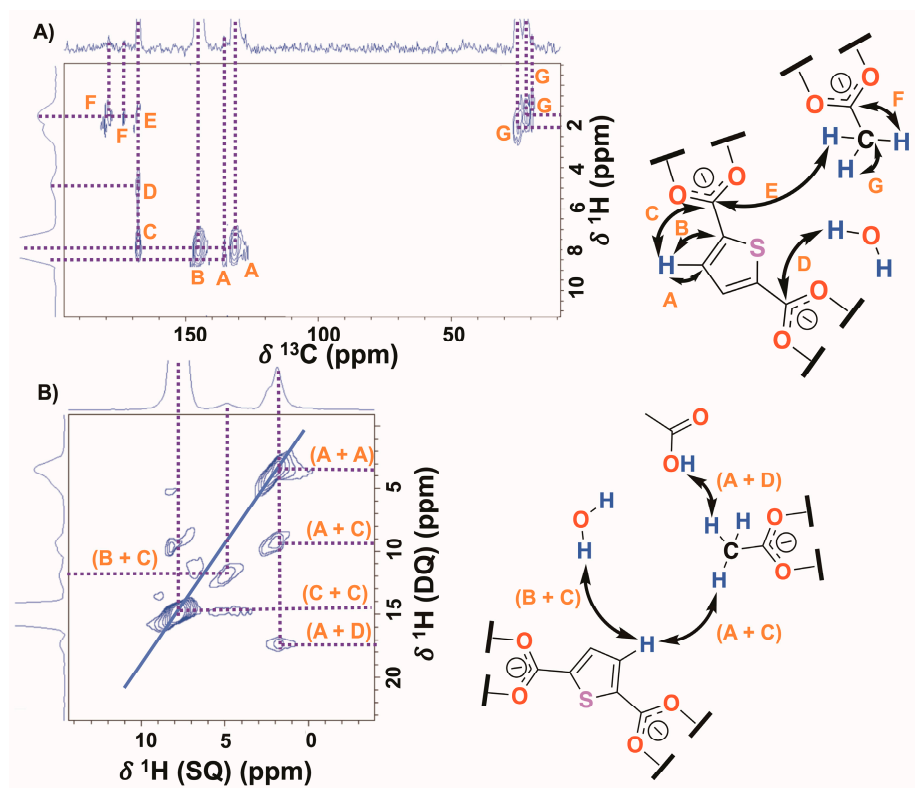 A)
F
F
E
D
C
B
A
A
G
G
G
2
4
6
8
10
δ ¹H (ppm)
150
100
50
δ ¹³C (ppm)
O
O
F
H
C
H
H
G
O
O
E
C
B
S
H
A
H
O
H
D
O
O
B)
(A + A)
(A + C)
(B + C)
(C + C)
(A + D)
5
10
15
20
δ ¹H (DQ) (ppm)
10
5
0
δ ¹H (SQ) (ppm)
O
OH
(A + D)
H
O
H
H
H
C
H
O
O
(B + C)
(A + C)
H
O
O
S
O
O